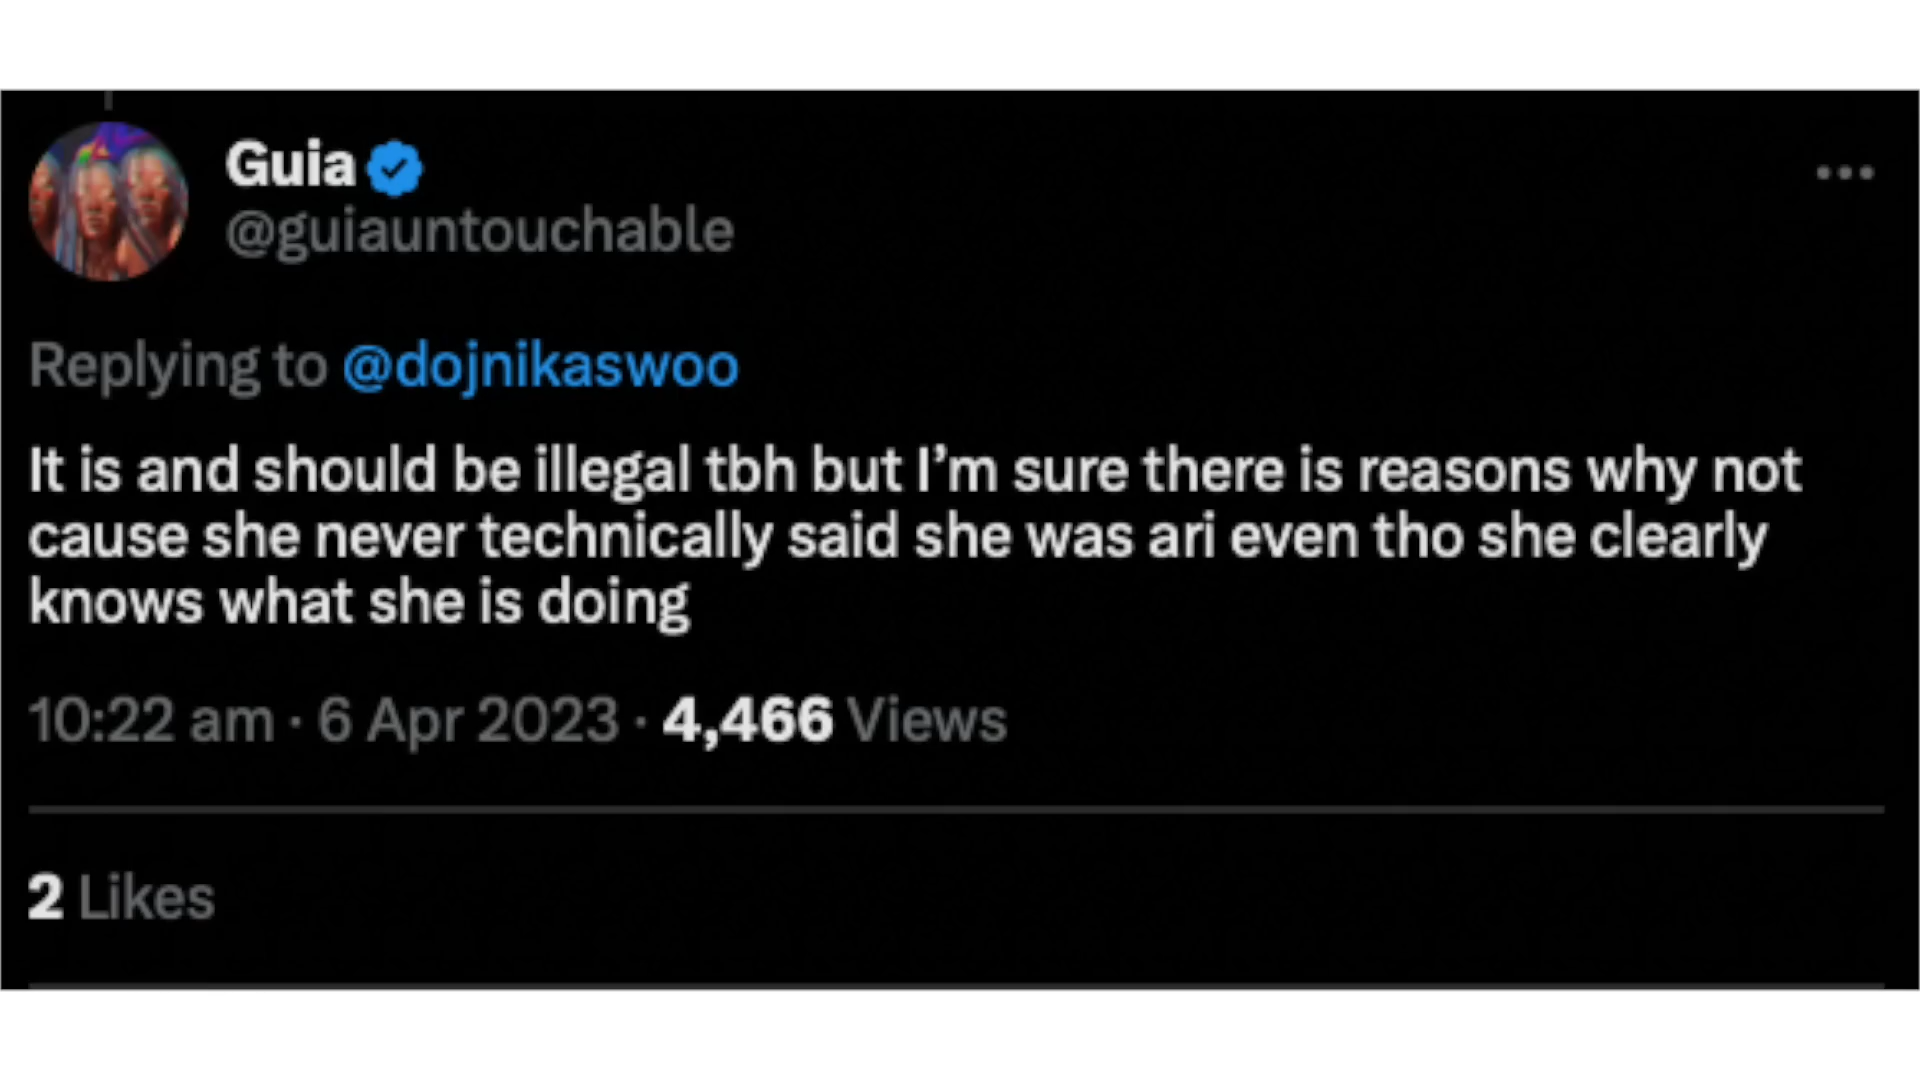 Guia
@guiauntouchable
Replying to @dojnikaswoo
It is and should be illegal tbh but I’m sure there is reasons why not
cause she never technically said she was ari even tho she clearly
knows what she is doing
10:22 am · 6 Apr 2023 · 4,466 Views
2 Likes